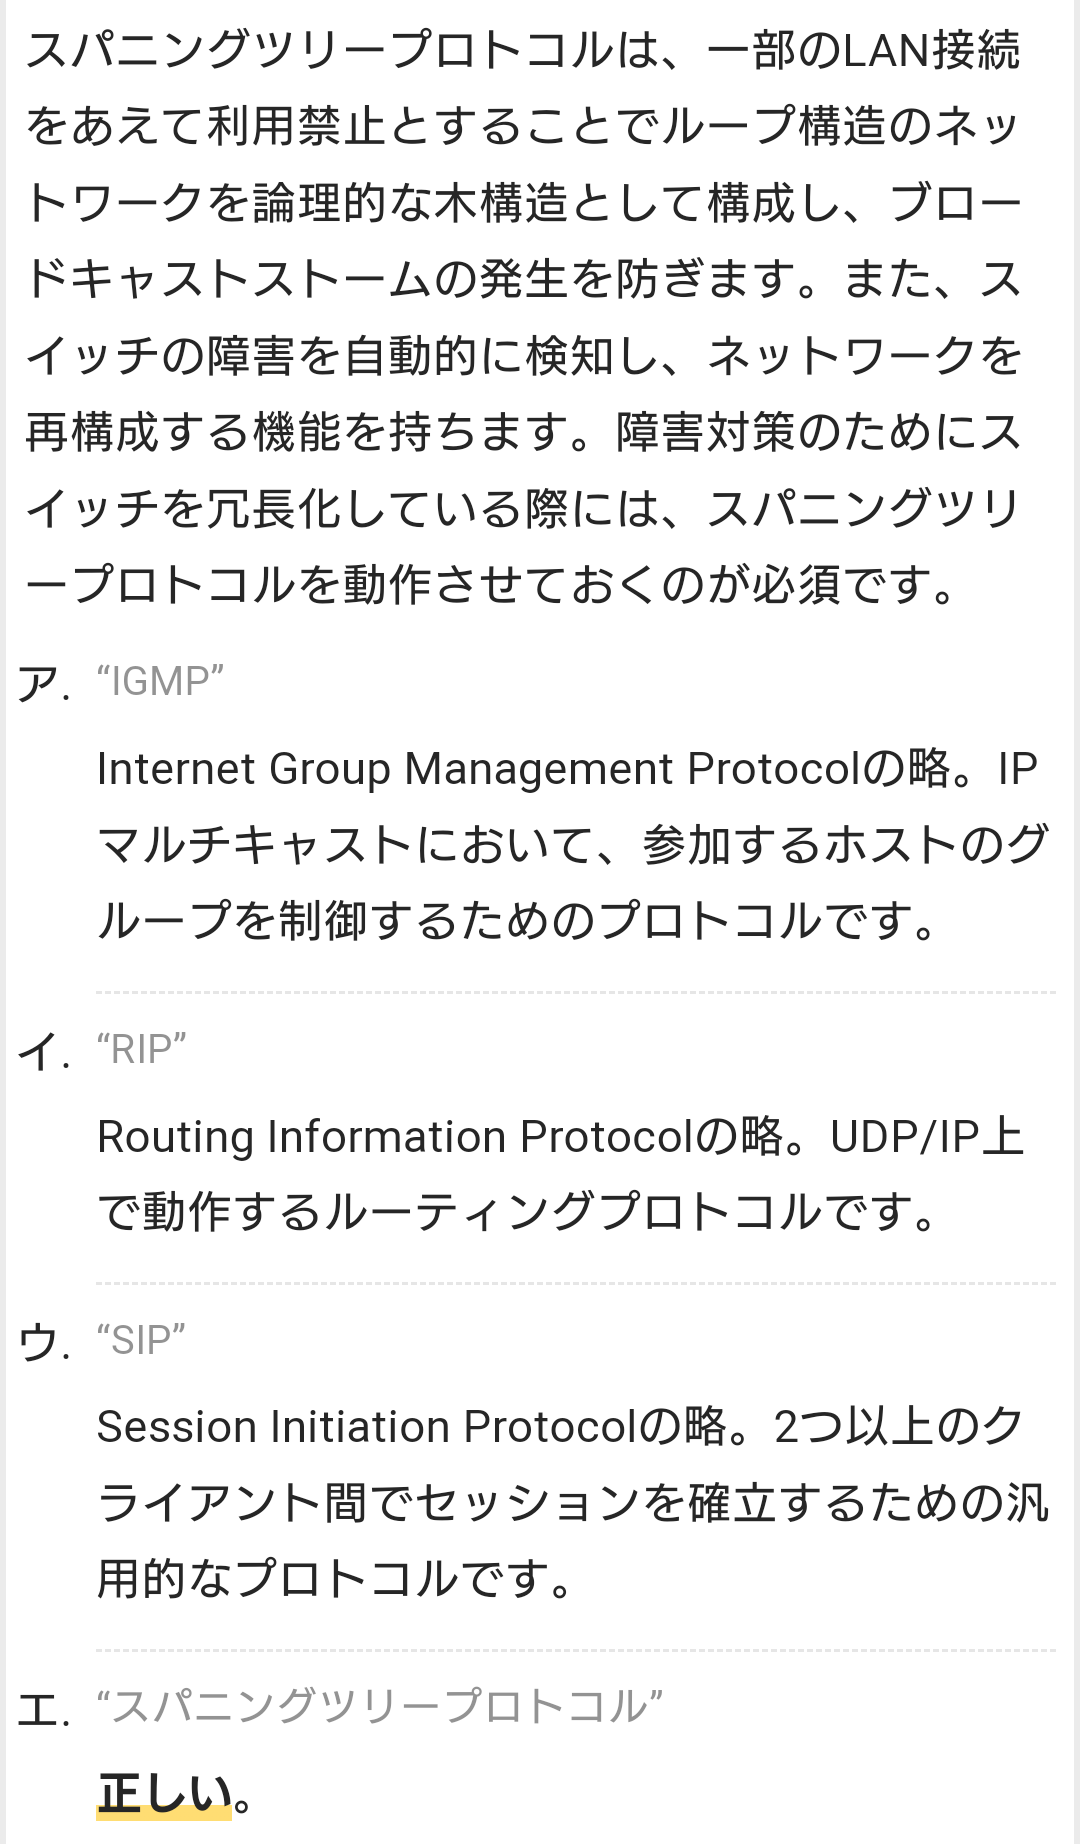 スパニングツリープロトコルは、一部のLAN接続
をあえて利用禁止とすることでループ構造のネッ
トワークを論理的な木構造として構成し、ブロー
ドキャストストームの発生を防ぎます。また、ス
イッチの障害を自動的に検知し、ネットワークを
再構成する機能を持ちます。障害対策のためにス
イッチを冗長化している際には、スパニングツリ
ープロトコルを動作させておくのが必須です。
ア. “IGMP”
Internet Group Management Protocolの略。IP
マルチキャストにおいて、参加するホストのグ
ループを制御するためのプロトコルです。
イ. “RIP”
Routing Information Protocolの略。UDP/IP上
で動作するルーティングプロトコルです。
ウ. “SIP”
Session Initiation Protocolの略。2つ以上のク
ライアント間でセッションを確立するための汎
用的なプロトコルです。
エ. “スパニングツリープロトコル”
正しい。